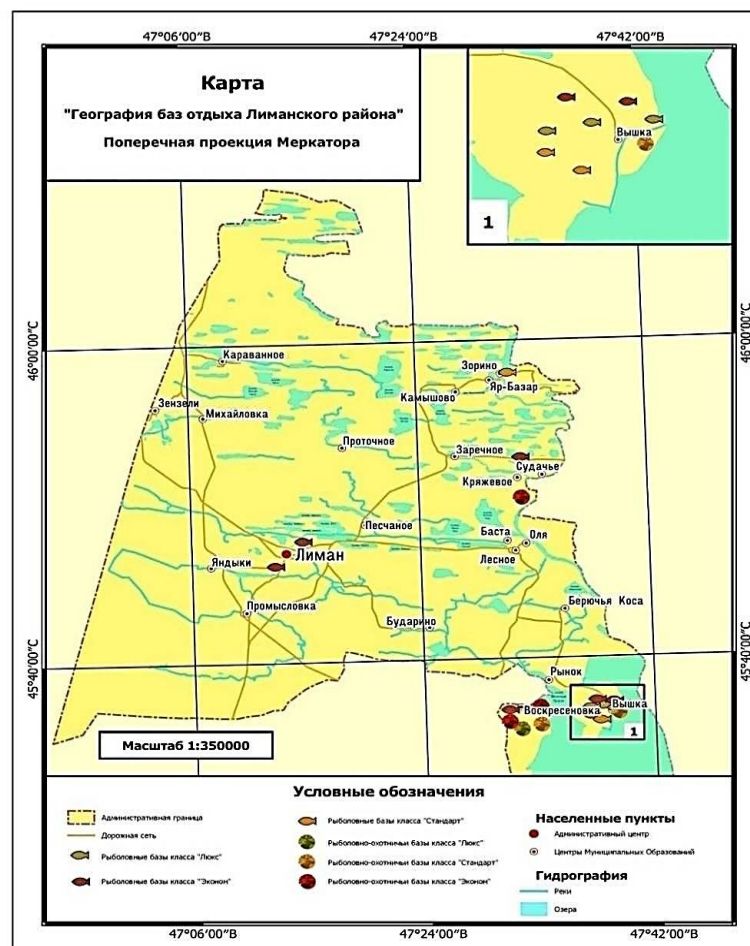 47°06′00″В 47°24′00″В 47°42′00″В
Карта
"География баз отдыха Лиманского района"
Поперечная проекция Меркатора
Вышка
1
46°00′00″С
46°00′00″С
Караванное
Зорино
Яр-Базар
Камышово
Зензели
Михайловка
Проточное
Заречное
Судачье
Кряжевое
Песчаное
Баста
Оля
Лиман
Лесное
Яндыки
Промысловка
Бударино
Берючья Коса
45°40′00″С
45°40′00″С
Рынок
Воскресеновка
Вышка
1
Масштаб 1:350000
Условные обозначения
Административная граница
Дорожная сеть
Рыболовные базы класса "Люкс"
Рыболовные базы класса "Эконон"
Рыболовные базы класса "Стандарт"
Рыболовно-охотничьи базы класса "Люкс"
Рыболовно-охотничьи базы класса "Стандарт"
Рыболовно-охотничьи базы класса "Эконон"
Населенные пункты
Административный центр
Центры Муниципальных Образований
Гидрография
Реки
Озера
47°06′00″В 47°24′00″В 47°42′00″В